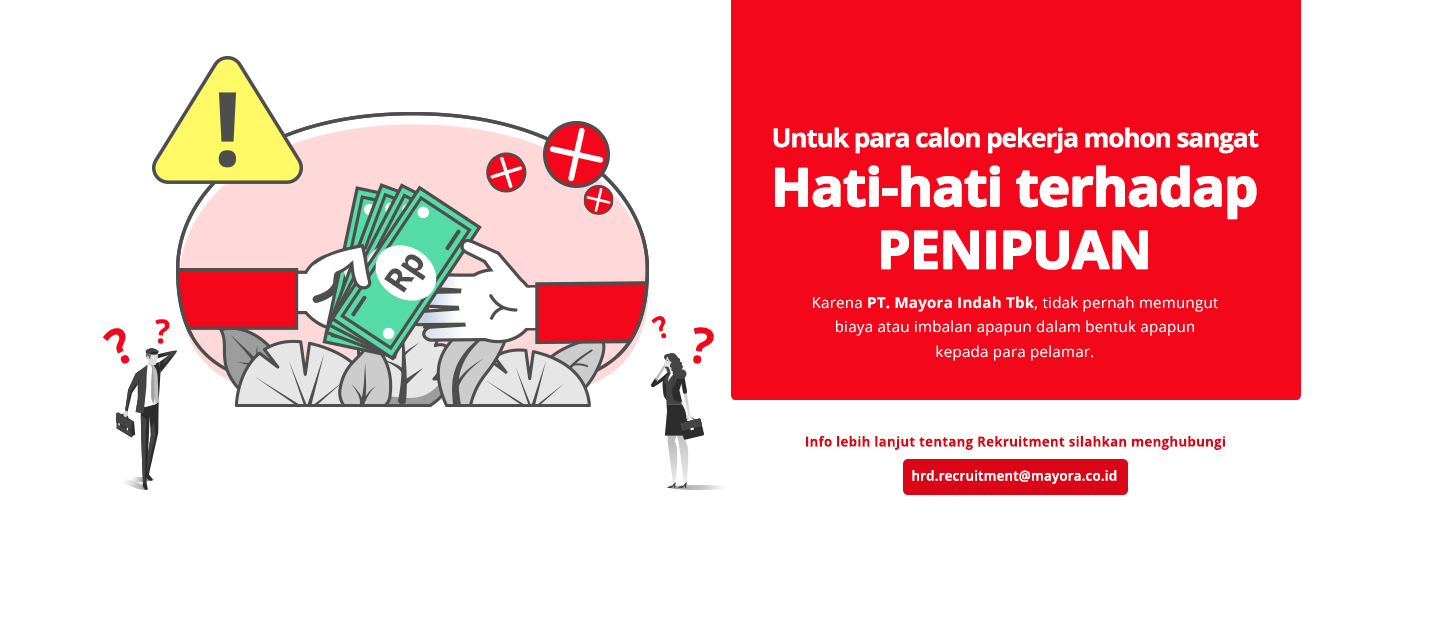 Untuk para calon pekerja mohon sangat
Hati-hati terhadap
PENIPUAN
Karena PT. Mayora Indah Tbk, tidak pernah memungut
biaya atau imbalan apapun dalam bentuk apapun
kepada para pelamar.
Info lebih lanjut tentang Rekruitment silahkan menghubungi
hrd.recruitment@mayora.co.id
!
Rp
?
?
?
?